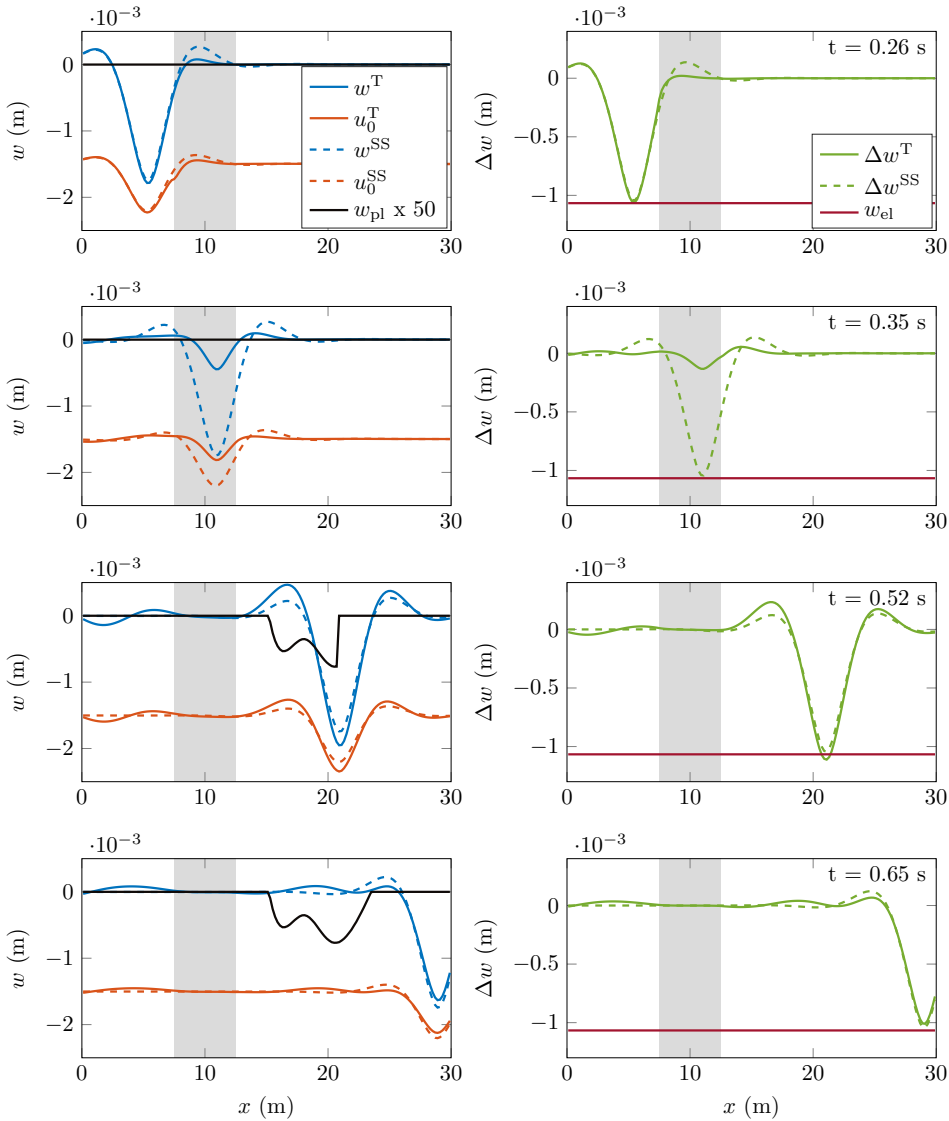 ·10⁻³
0
−1
−2
w (m)
0 10 20 30
wᵀ
u₀ᵀ
wˢˢ
u₀ˢˢ
w_pl x 50
t = 0.26 s
0
−0.5
−1
·10⁻³
Δw (m)
0 10 20 30
Δwᵀ
Δwˢˢ
w_el
·10⁻³
0
−1
−2
w (m)
0 10 20 30
t = 0.35 s
·10⁻³
0
−0.5
−1
Δw (m)
0 10 20 30
·10⁻³
0
−1
−2
w (m)
0 10 20 30
t = 0.52 s
·10⁻³
0
−0.5
−1
Δw (m)
0 10 20 30
·10⁻³
0
−1
−2
w (m)
0 10 20 30
x (m)
t = 0.65 s
·10⁻³
0
−0.5
−1
Δw (m)
0 10 20 30
x (m)